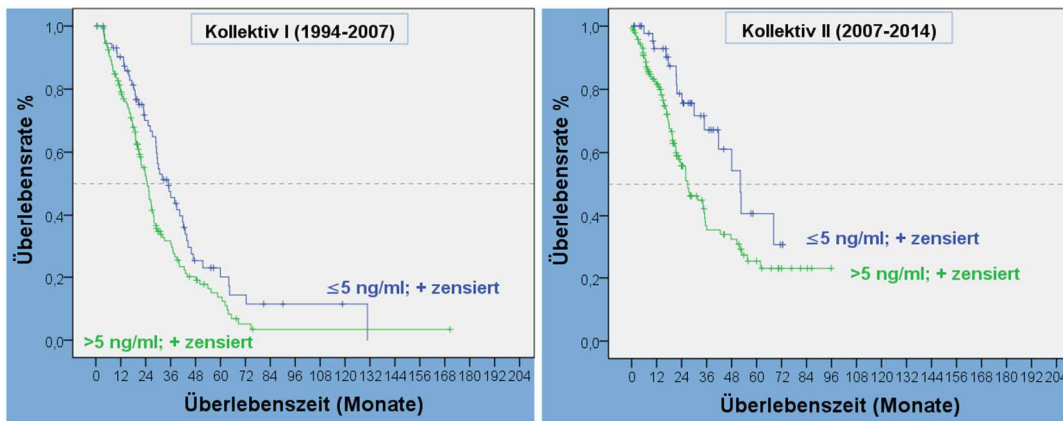 Kollektiv I (1994-2007)
Überlebensrate %
1,0
0,8
0,6
0,4
0,2
0,0
≤5 ng/ml; + zensiert
>5 ng/ml; + zensiert
0 12 24 36 48 60 72 84 96 108 120 132 144 156 168 180 192 204
Überlebenszeit (Monate)
Kollektiv II (2007-2014)
Überlebensrate %
1,0
0,8
0,6
0,4
0,2
0,0
≤5 ng/ml; + zensiert
>5 ng/ml; + zensiert
0 12 24 36 48 60 72 84 96 108 120 132 144 156 168 180 192 204
Überlebenszeit (Monate)